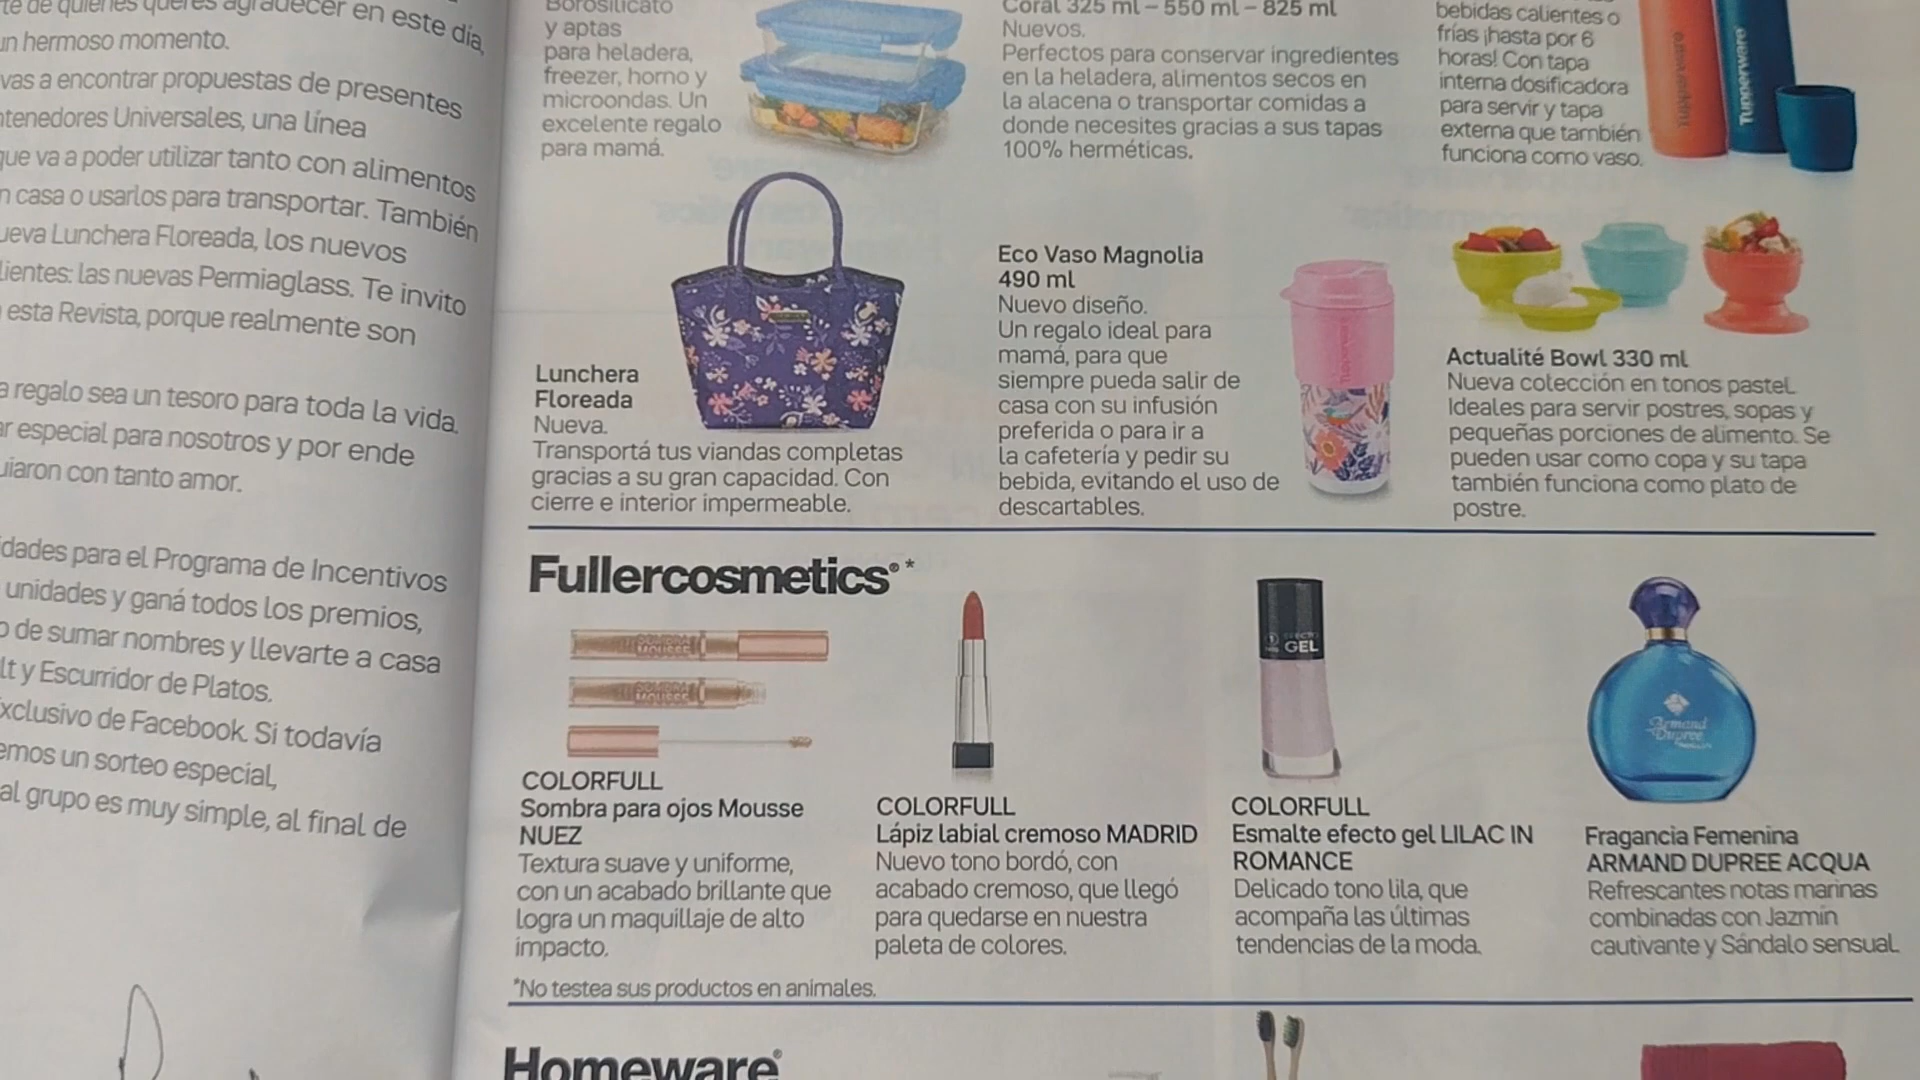 te de quienes querés agradecer en este día,
un hermoso momento.
vas a encontrar propuestas de presentes
ntenedores Universales, una línea
que va a poder utilizar tanto con alimentos
n casa o usarlos para transportar. También
ueva Lunchera Floreada, los nuevos
lientes: las nuevas Permiaglass. Te invito
esta Revista, porque realmente son
a regalo sea un tesoro para toda la vida.
ar especial para nosotros y por ende
uiaron con tanto amor.
dades para el Programa de Incentivos
unidades y ganá todos los premios,
o de sumar nombres y llevarte a casa
lt y Escurridor de Platos.
xclusivo de Facebook. Si todavía
emos un sorteo especial,
al grupo es muy simple, al final de
Borosilicato
y aptas
para heladera,
freezer, horno y
microondas. Un
excelente regalo
para mamá.
Coral 325 ml – 550 ml – 825 ml
Nuevos.
Perfectos para conservar ingredientes
en la heladera, alimentos secos en
la alacena o transportar comidas a
donde necesites gracias a sus tapas
100% herméticas.
bebidas calientes o
frías ¡hasta por 6
horas! Con tapa
interna dosificadora
para servir y tapa
externa que también
funciona como vaso.
Tupperware
Tupperware
Lunchera
Floreada
Nueva.
Transportá tus viandas completas
gracias a su gran capacidad. Con
cierre e interior impermeable.
Eco Vaso Magnolia
490 ml
Nuevo diseño.
Un regalo ideal para
mamá, para que
siempre pueda salir de
casa con su infusión
preferida o para ir a
la cafetería y pedir su
bebida, evitando el uso de
descartables.
Tupperware
Actualité Bowl 330 ml
Nueva colección en tonos pastel.
Ideales para servir postres, sopas y
pequeñas porciones de alimento. Se
pueden usar como copa y su tapa
también funciona como plato de
postre.
Fullercosmetics®*
SOMBRA
MOUSSE
SOMBRA
MOUSSE
COLORFULL
Sombra para ojos Mousse
NUEZ
Textura suave y uniforme,
con un acabado brillante que
logra un maquillaje de alto
impacto.
COLORFULL
Lápiz labial cremoso MADRID
Nuevo tono bordó, con
acabado cremoso, que llegó
para quedarse en nuestra
paleta de colores.
EFECTO
GEL
COLORFULL
Esmalte efecto gel LILAC IN
ROMANCE
Delicado tono lila, que
acompaña las últimas
tendencias de la moda.
Armand
Dupree
Fragancia Femenina
ARMAND DUPREE ACQUA
Refrescantes notas marinas
combinadas con Jazmín
cautivante y Sándalo sensual.
*No testea sus productos en animales.
Homeware®